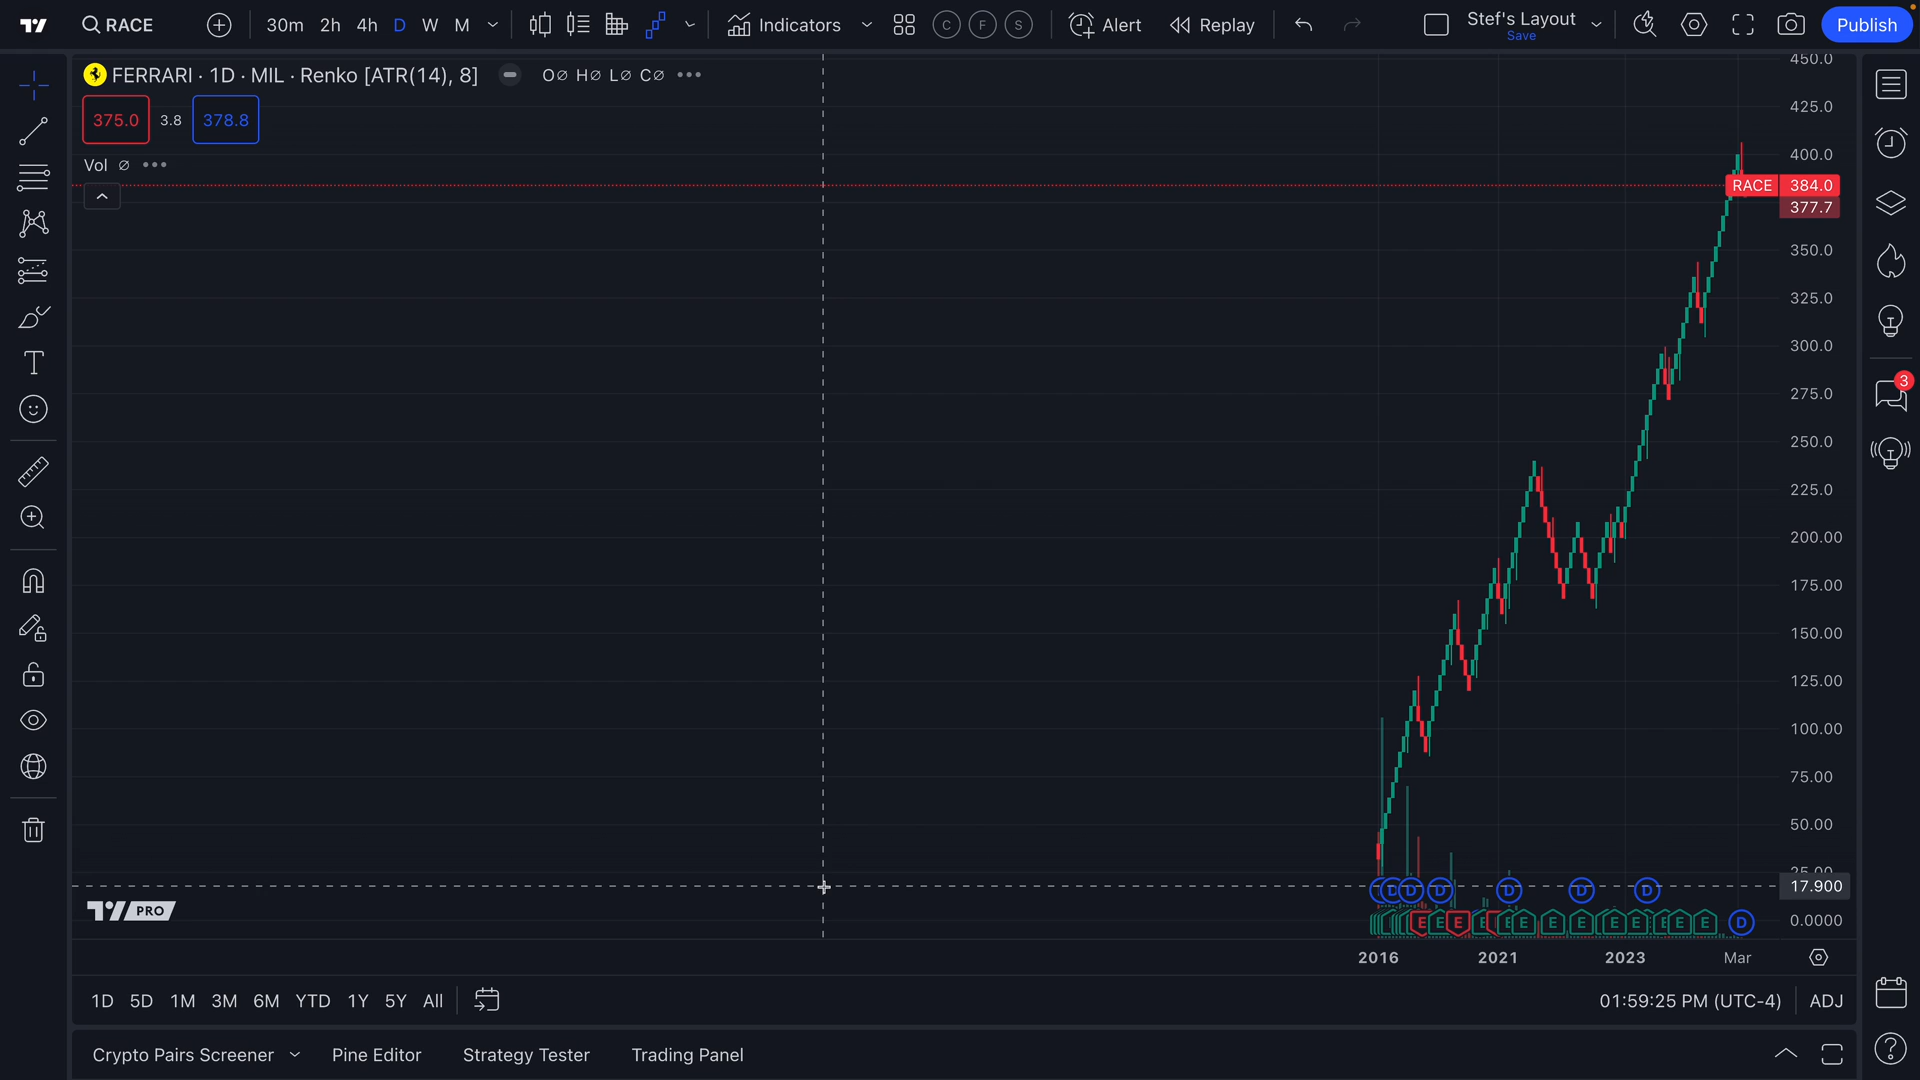 RACE
30m 2h 4h D W M
Indicators
C F S
Alert
Replay
Stef's Layout
Save
Publish
FERRARI · 1D · MIL · Renko [ATR(14), 8]
O∅ H∅ L∅ C∅
375.0 3.8 378.8
Vol ∅
450.0
425.0
400.0
RACE 384.0
377.7
350.0
325.0
300.0
275.0
250.0
225.0
200.00
175.00
150.00
125.00
100.00
75.00
50.00
25.00
17.900
0.0000
3
D D D D D D
E E E E E E E E E E E E E E D
PRO
2016 2021 2023 Mar
1D 5D 1M 3M 6M YTD 1Y 5Y All
01:59:25 PM (UTC-4) ADJ
Crypto Pairs Screener
Pine Editor
Strategy Tester
Trading Panel